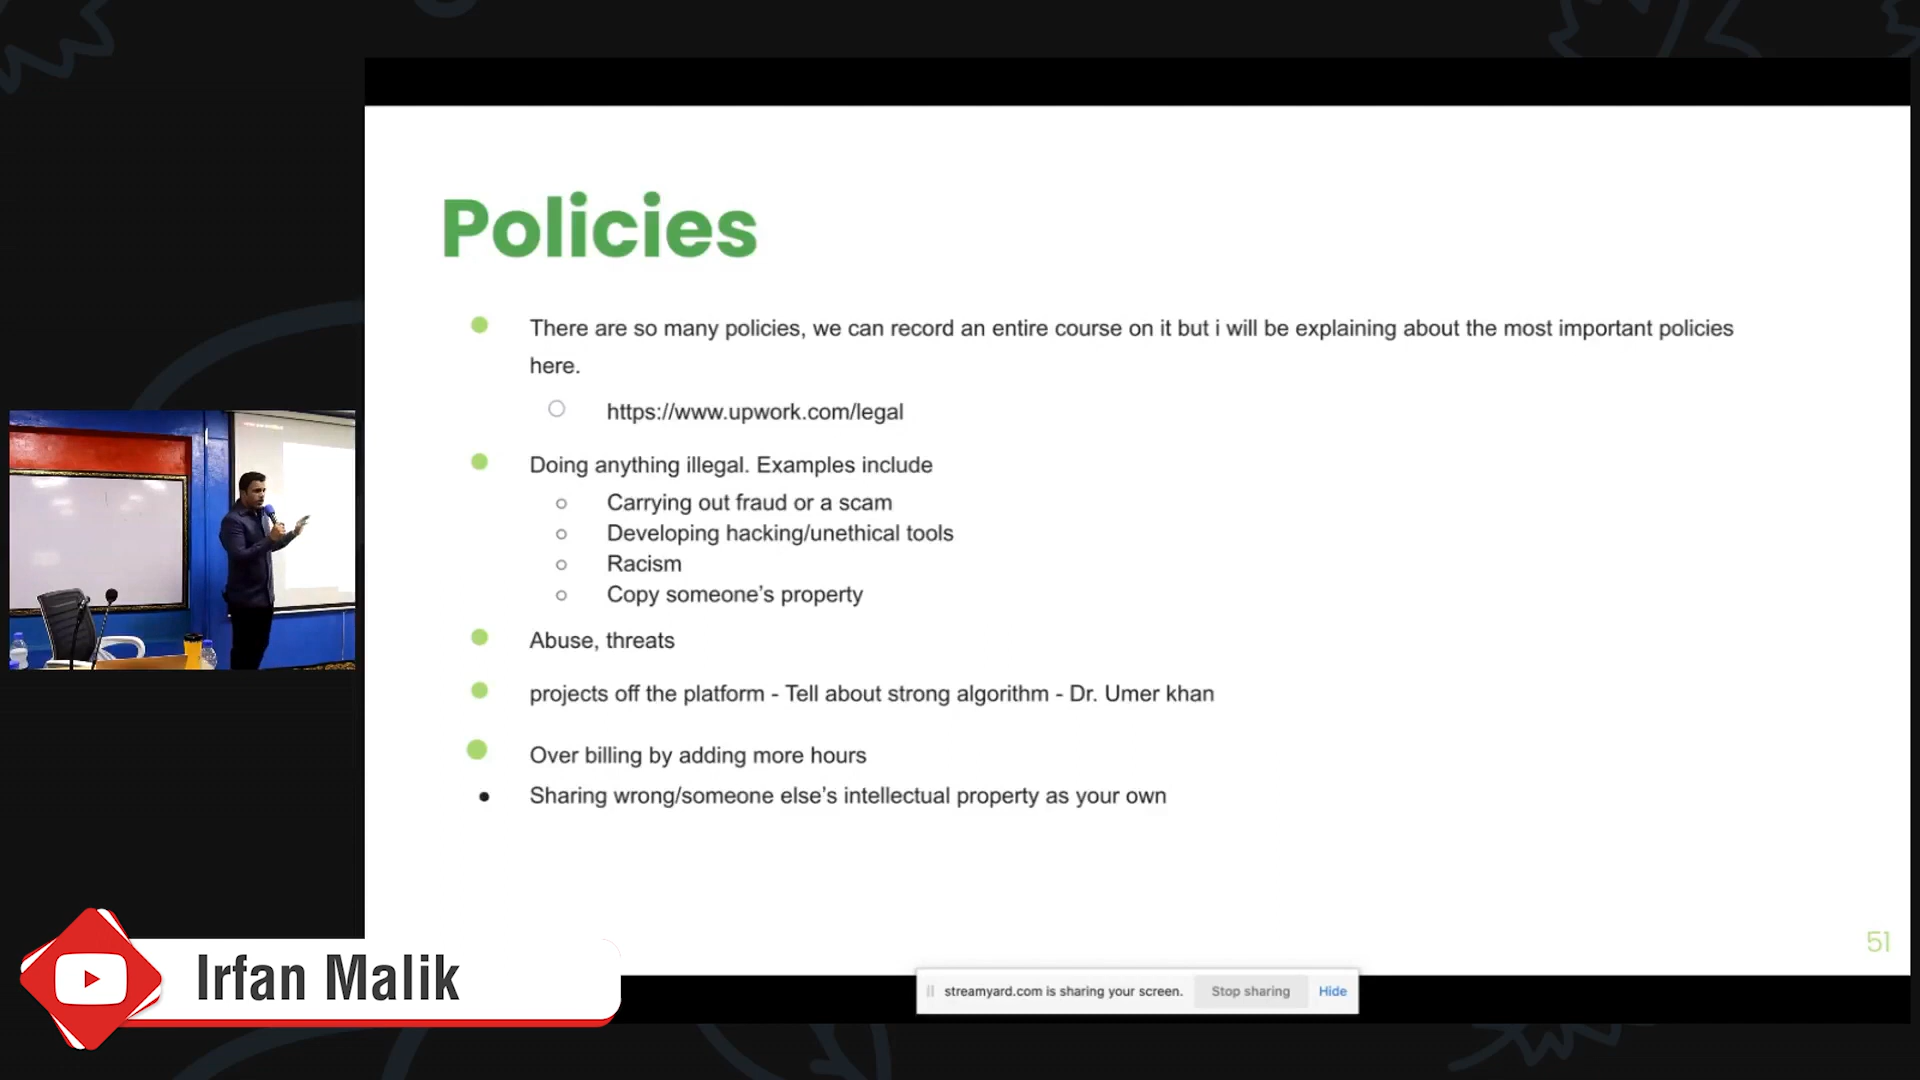 Policies
There are so many policies, we can record an entire course on it but i will be explaining about the most important policies
here.
https://www.upwork.com/legal
Doing anything illegal. Examples include
Carrying out fraud or a scam
Developing hacking/unethical tools
Racism
Copy someone’s property
Abuse, threats
projects off the platform - Tell about strong algorithm - Dr. Umer khan
Over billing by adding more hours
Sharing wrong/someone else’s intellectual property as your own
51
Irfan Malik
streamyard.com is sharing your screen. Stop sharing Hide